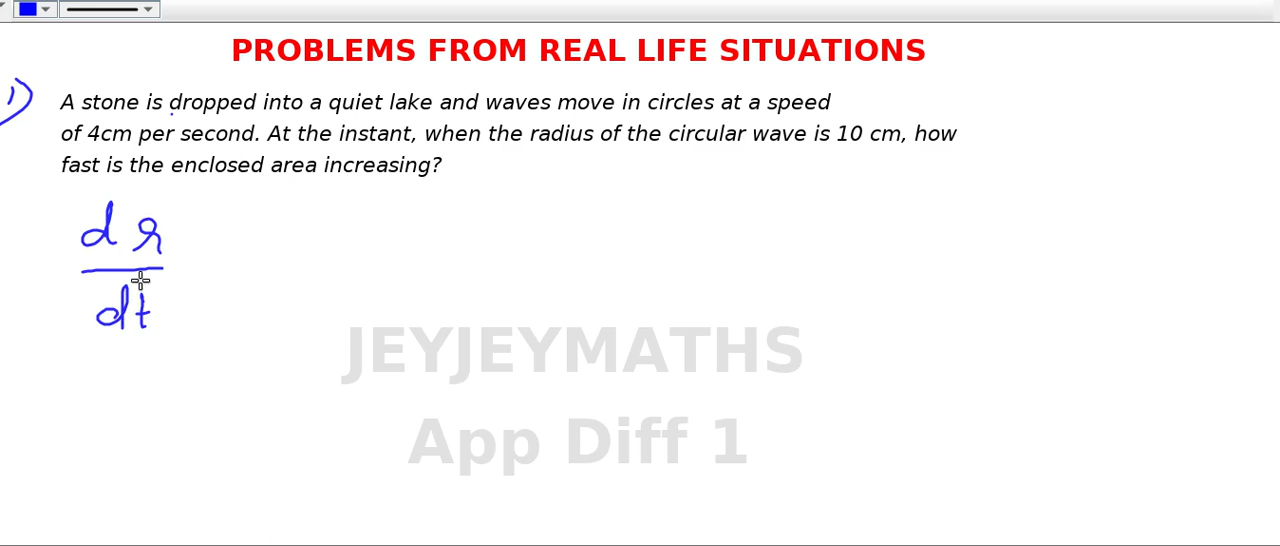 PROBLEMS FROM REAL LIFE SITUATIONS
1) A stone is dropped into a quiet lake and waves move in circles at a speed
of 4cm per second. At the instant, when the radius of the circular wave is 10 cm, how
fast is the enclosed area increasing?
dr
dt
JEYJEYMATHS
App Diff 1